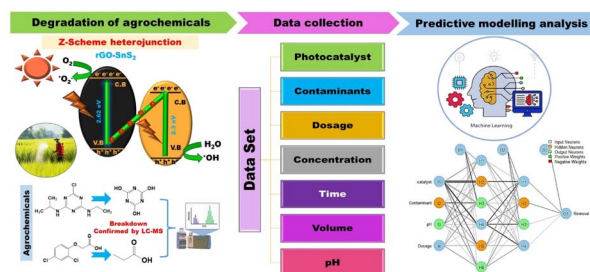 Degradation of agrochemicals
Z-Scheme heterojunction
rGO-SnS2
O2
•O2
e- e- e- e-
C.B
2.62 eV
V.B
h+ h+ h+
e- e- e- e-
C.B
2.3 eV
V.B
h+ h+ h+
H2O
•OH
Agrochemicals
Breakdown
Confirmed by LC-MS
Data collection
Data Set
Photocatalyst
Contaminants
Dosage
Concentration
Time
Volume
pH
Predictive modelling analysis
Machine Learning
Input Neurons
Hidden Neurons
Output Neurons
Positive Weights
Negative Weights
catalyst
Contaminant
pH
Dosage
Removal